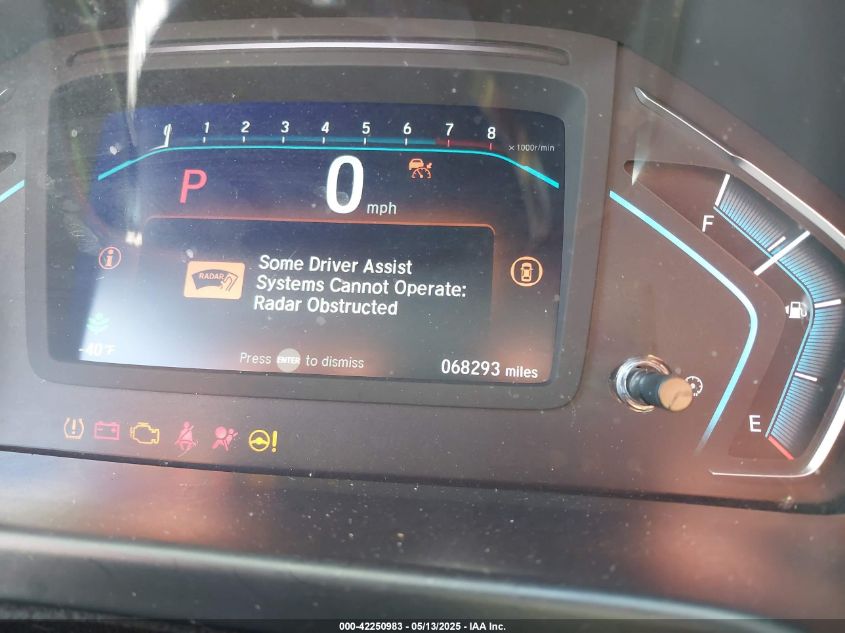 0 1 2 3 4 5 6 7 8
×1000r/min
P 0 mph
RADAR
Some Driver Assist
Systems Cannot Operate:
Radar Obstructed
-40°F
Press ENTER to dismiss
068293 miles
F
E
000-42250983 - 05/13/2025 - IAA Inc.